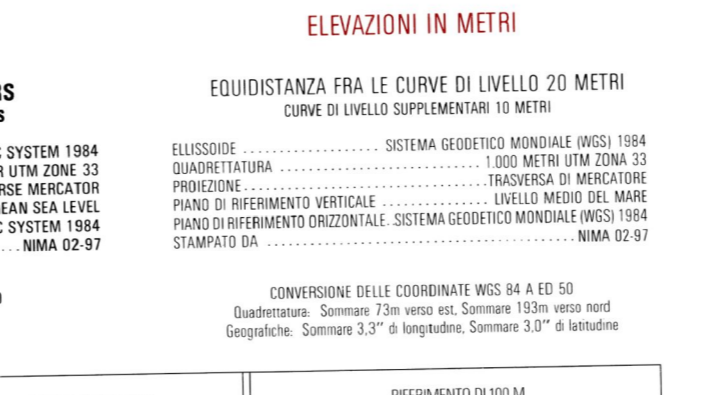 ELEVAZIONI IN METRI
EQUIDISTANZA FRA LE CURVE DI LIVELLO 20 METRI
CURVE DI LIVELLO SUPPLEMENTARI 10 METRI
ELLISSOIDE .................. SISTEMA GEODETICO MONDIALE (WGS) 1984
QUADRETTATURA ............................ 1.000 METRI UTM ZONA 33
PROIEZIONE .................................. TRASVERSA DI MERCATORE
PIANO DI RIFERIMENTO VERTICALE ............... LIVELLO MEDIO DEL MARE
PIANO DI RIFERIMENTO ORIZZONTALE..SISTEMA GEODETICO MONDIALE (WGS) 1984
STAMPATO DA ........................................... NIMA 02-97
CONVERSIONE DELLE COORDINATE WGS 84 A ED 50
Quadrettatura: Sommare 73m verso est, Sommare 193m verso nord
Geografiche: Sommare 3,3" di longitudine, Sommare 3,0" di latitudine
RIFERIMENTO DI 100 M
SYSTEM 1984
UTM ZONE 33
MERCATOR
SEA LEVEL
SYSTEM 1984
... NIMA 02-97